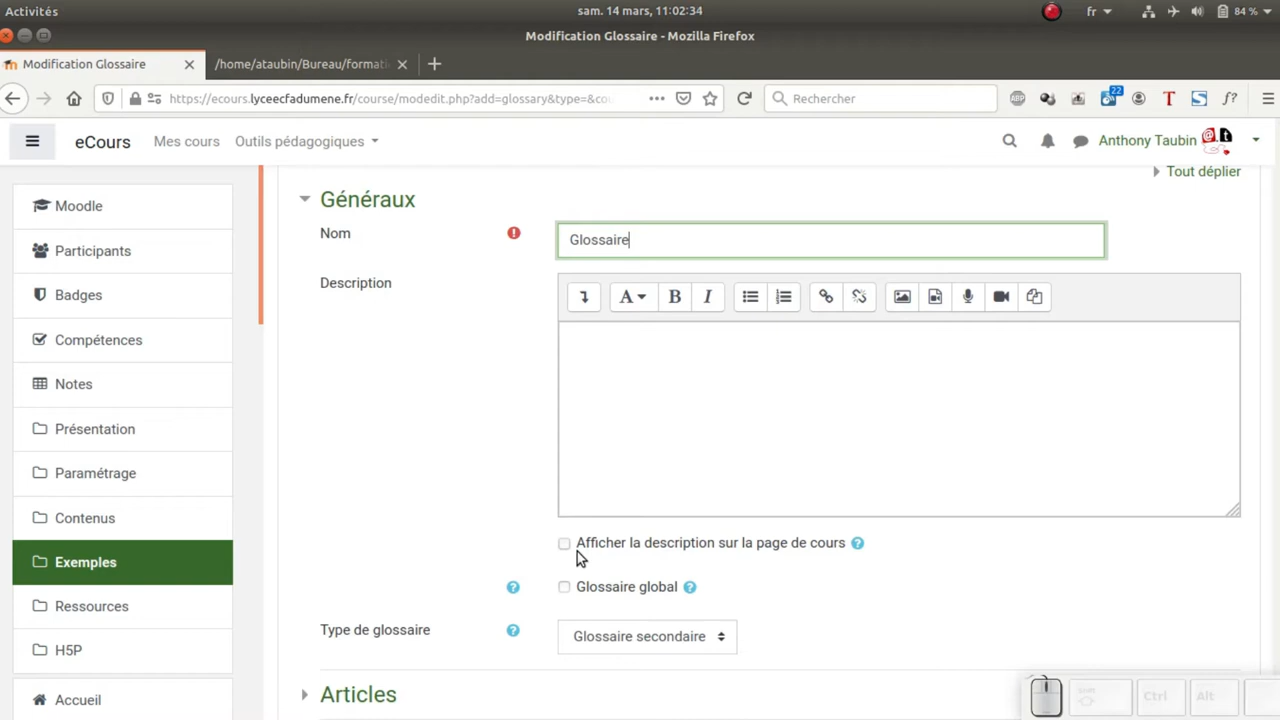 Activités
sam. 14 mars, 11:02:34
fr
84 %
Modification Glossaire - Mozilla Firefox
Modification Glossaire
/home/ataubin/Bureau/formati
https://ecours.lyceecfadumene.fr/course/modedit.php?add=glossary&type=&cou
Rechercher
ABP
22
T
S
f?
eCours
Mes cours
Outils pédagogiques
Anthony Taubin
Moodle
Participants
Badges
Compétences
Notes
Présentation
Paramétrage
Contenus
Exemples
Ressources
H5P
Accueil
Tout déplier
Généraux
Nom
Glossaire
Description
A
B
I
Afficher la description sur la page de cours
Glossaire global
Type de glossaire
Glossaire secondaire
Articles
Ctrl
Alt